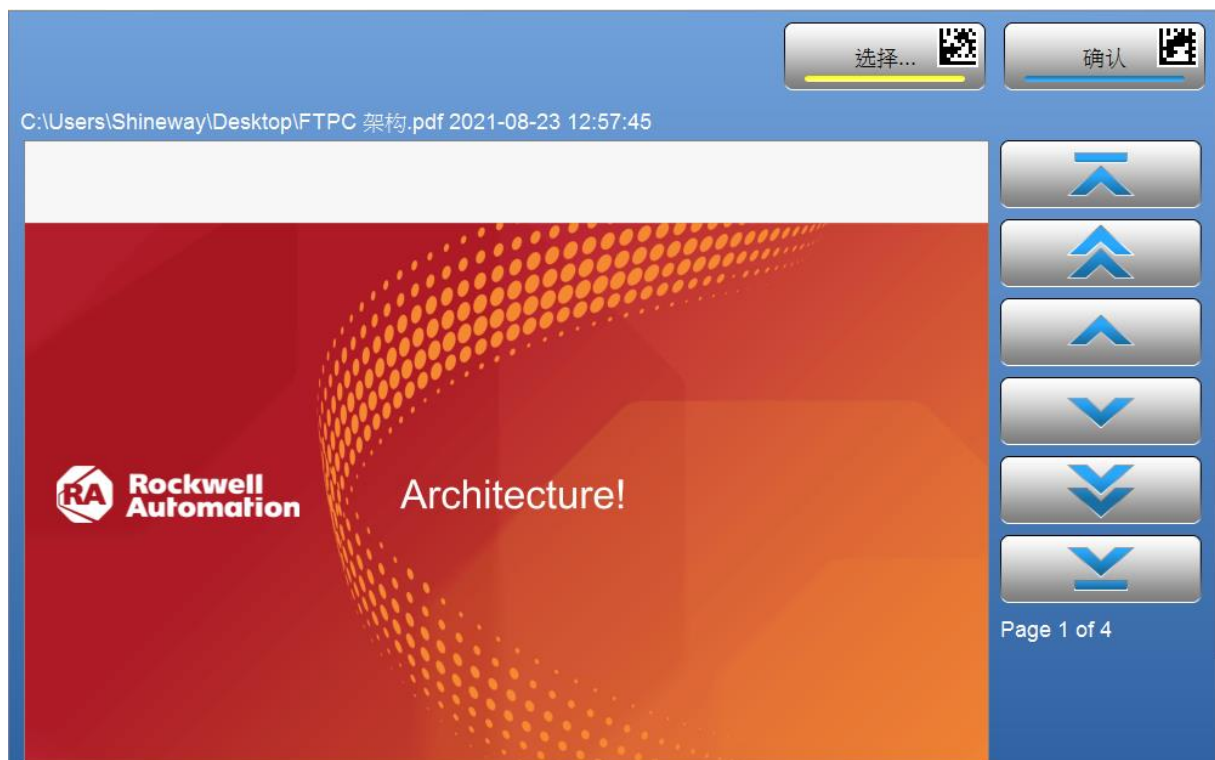 选择...
确认
C:\Users\Shineway\Desktop\FTPC 架构.pdf 2021-08-23 12:57:45
RA
Rockwell
Automation
Architecture!
Page 1 of 4